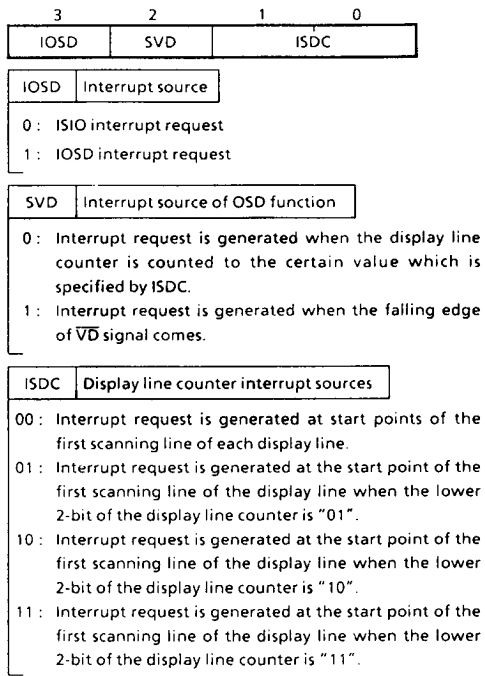 3 2 1 0
IOSD SVD ISDC
IOSD Interrupt source
0 : ISIO interrupt request
1 : IOSD interrupt request
SVD Interrupt source of OSD function
0 : Interrupt request is generated when the display line
counter is counted to the certain value which is
specified by ISDC.
1 : Interrupt request is generated when the falling edge
of V̅D̅ signal comes.
ISDC Display line counter interrupt sources
00 : Interrupt request is generated at start points of the
first scanning line of each display line.
01 : Interrupt request is generated at the start point of the
first scanning line of the display line when the lower
2-bit of the display line counter is "01".
10 : Interrupt request is generated at the start point of the
first scanning line of the display line when the lower
2-bit of the display line counter is "10".
11 : Interrupt request is generated at the start point of the
first scanning line of the display line when the lower
2-bit of the display line counter is "11".